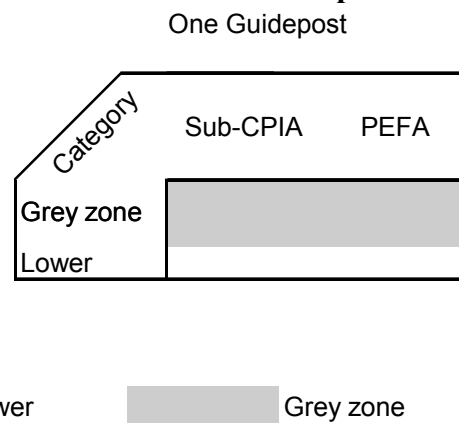 One Guidepost
Category
Sub-CPIA PEFA
Grey zone
Lower
Grey zone